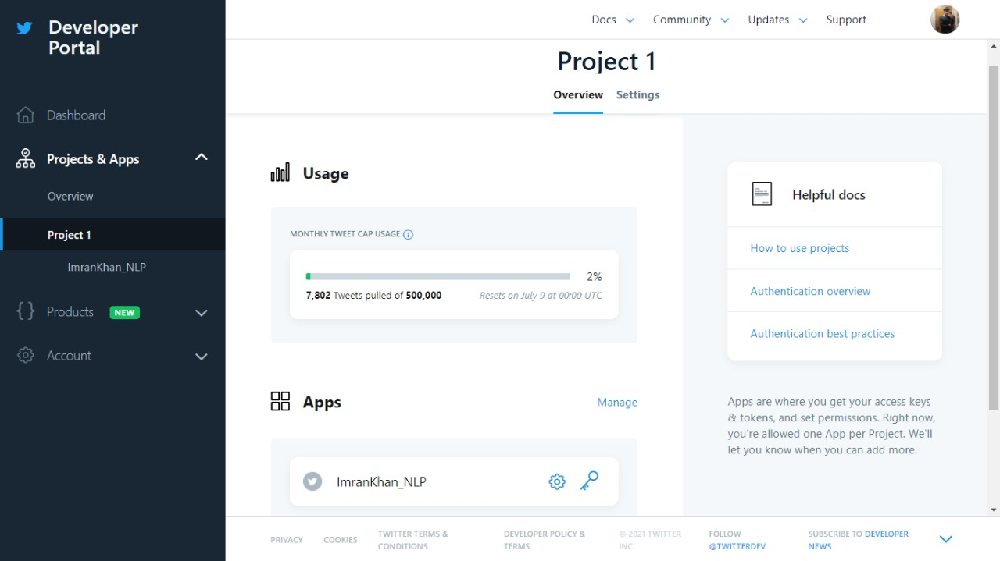 Developer
Portal
Docs
Community
Updates
Support
Dashboard
Projects & Apps
Overview
Project 1
ImranKhan_NLP
Products NEW
Account
Project 1
Overview Settings
Usage
MONTHLY TWEET CAP USAGE
2%
7,802 Tweets pulled of 500,000
Resets on July 9 at 00:00 UTC
Apps
Manage
ImranKhan_NLP
Helpful docs
How to use projects
Authentication overview
Authentication best practices
Apps are where you get your access keys
& tokens, and set permissions. Right now,
you're allowed one App per Project. We'll
let you know when you can add more.
PRIVACY
COOKIES
TWITTER TERMS &
CONDITIONS
DEVELOPER POLICY &
TERMS
© 2021 TWITTER
INC.
FOLLOW
@TWITTERDEV
SUBSCRIBE TO DEVELOPER
NEWS